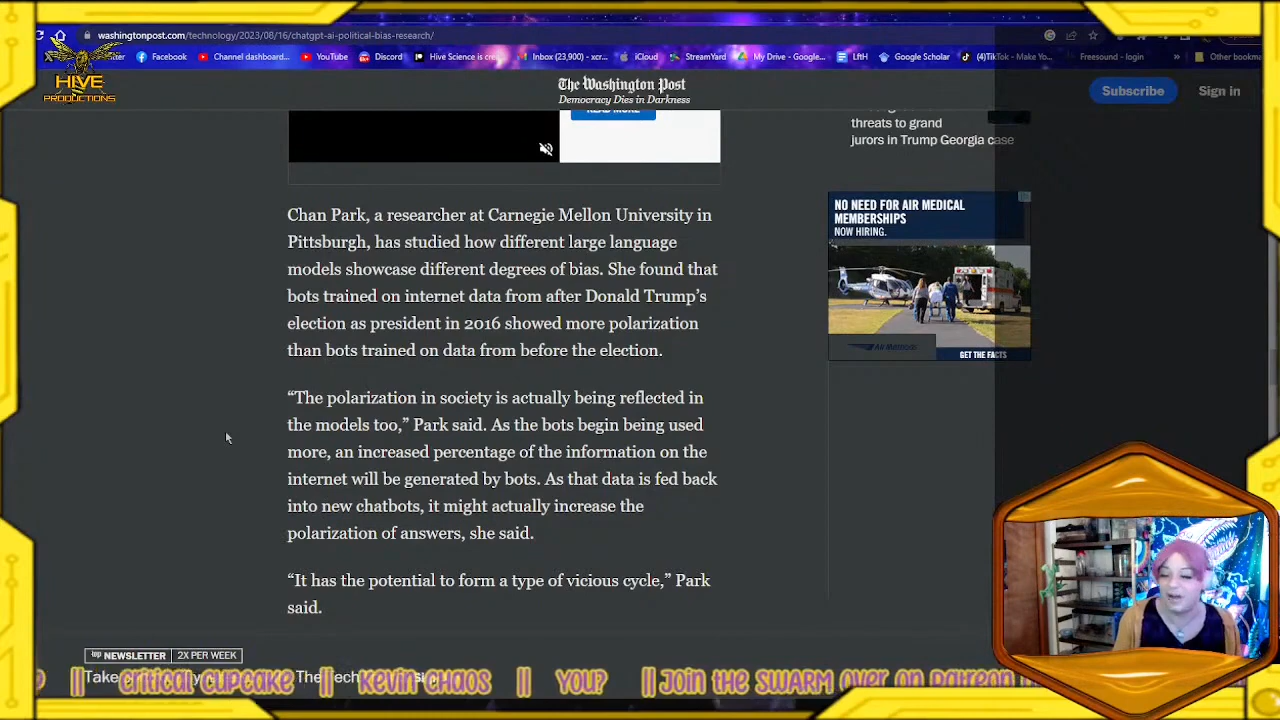 washingtonpost.com/technology/2023/08/16/chatgpt-ai-political-bias-research/
Facebook
Channel dashboard...
YouTube
Discord
Hive Science is cre...
Inbox (23,900) - xcr...
iCloud
StreamYard
My Drive - Google...
LftH
Google Scholar
(4)TikTok - Make Yo...
Freesound - login
»
HIVE
PRODUCTIONS
The Washington Post
Democracy Dies in Darkness
Subscribe
Sign in
READ MORE
threats to grand
jurors in Trump Georgia case
NO NEED FOR AIR MEDICAL
MEMBERSHIPS
NOW HIRING.
Air Methods
GET THE FACTS
Chan Park, a researcher at Carnegie Mellon University in
Pittsburgh, has studied how different large language
models showcase different degrees of bias. She found that
bots trained on internet data from after Donald Trump’s
election as president in 2016 showed more polarization
than bots trained on data from before the election.
“The polarization in society is actually being reflected in
the models too,” Park said. As the bots begin being used
more, an increased percentage of the information on the
internet will be generated by bots. As that data is fed back
into new chatbots, it might actually increase the
polarization of answers, she said.
“It has the potential to form a type of vicious cycle,” Park
said.
NEWSLETTER 2X PER WEEK
|| critical cupcake || Kevin Chaos || YOU? || Join the SWARM over on Patreon